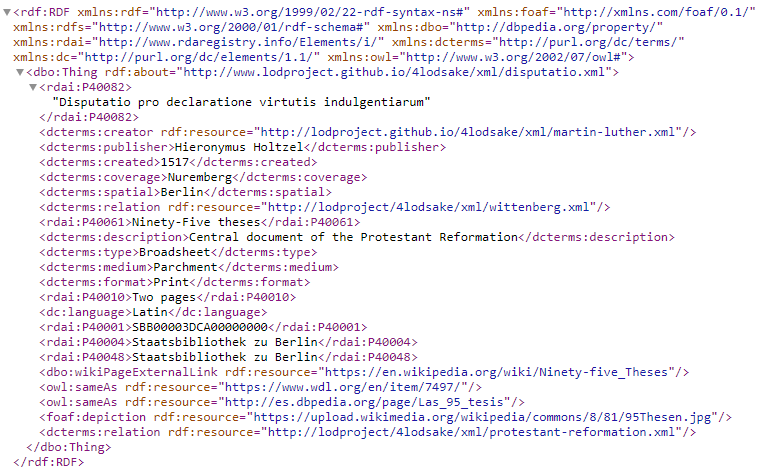 <rdf:RDF xmlns:rdf="http://www.w3.org/1999/02/22-rdf-syntax-ns#" xmlns:foaf="http://xmlns.com/foaf/0.1/"
xmlns:rdfs="http://www.w3.org/2000/01/rdf-schema#" xmlns:dbo="http://dbpedia.org/property/"
xmlns:rdai="http://www.rdaregistry.info/Elements/i/" xmlns:dcterms="http://purl.org/dc/terms/"
xmlns:dc="http://purl.org/dc/elements/1.1/" xmlns:owl="http://www.w3.org/2002/07/owl#">
<dbo:Thing rdf:about="http://www.lodproject.github.io/4lodsake/xml/disputatio.xml">
<rdai:P40082>
"Disputatio pro declaratione virtutis indulgentiarum"
</rdai:P40082>
<dcterms:creator rdf:resource="http://lodproject.github.io/4lodsake/xml/martin-luther.xml"/>
<dcterms:publisher>Hieronymus Holtzel</dcterms:publisher>
<dcterms:created>1517</dcterms:created>
<dcterms:coverage>Nuremberg</dcterms:coverage>
<dcterms:spatial>Berlin</dcterms:spatial>
<dcterms:relation rdf:resource="http://lodproject/4lodsake/xml/wittenberg.xml"/>
<rdai:P40061>Ninety-Five theses</rdai:P40061>
<dcterms:description>Central document of the Protestant Reformation</dcterms:description>
<dcterms:type>Broadsheet</dcterms:type>
<dcterms:medium>Parchment</dcterms:medium>
<dcterms:format>Print</dcterms:format>
<rdai:P40010>Two pages</rdai:P40010>
<dc:language>Latin</dc:language>
<rdai:P40001>SBB00003DCA00000000</rdai:P40001>
<rdai:P40004>Staatsbibliothek zu Berlin</rdai:P40004>
<rdai:P40048>Staatsbibliothek zu Berlin</rdai:P40048>
<dbo:wikiPageExternalLink rdf:resource="https://en.wikipedia.org/wiki/Ninety-five_Theses"/>
<owl:sameAs rdf:resource="https://www.wdl.org/en/item/7497/"/>
<owl:sameAs rdf:resource="http://es.dbpedia.org/page/Las_95_tesis"/>
<foaf:depiction rdf:resource="https://upload.wikimedia.org/wikipedia/commons/8/81/95Thesen.jpg"/>
<dcterms:relation rdf:resource="http://lodproject/4lodsake/xml/protestant-reformation.xml"/>
</dbo:Thing>
</rdf:RDF>